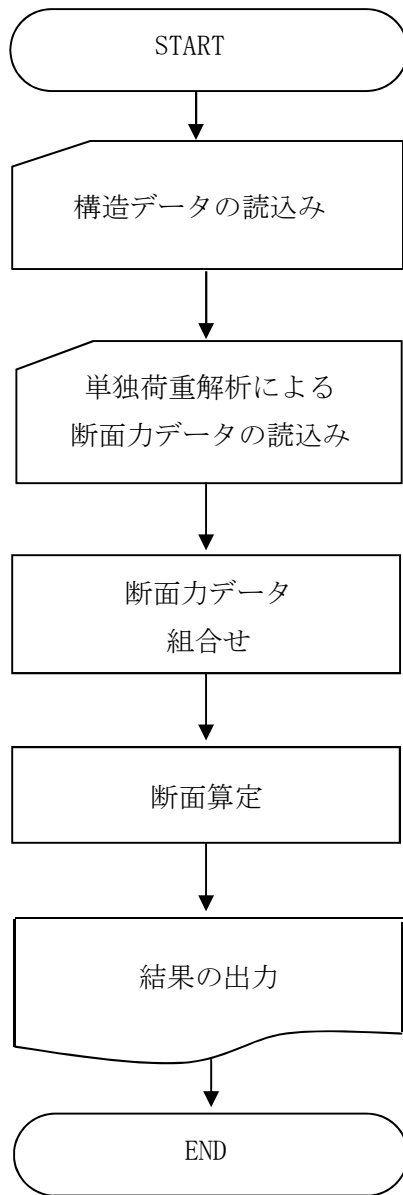 START
構造データの読込み
単独荷重解析による
断面力データの読込み
断面力データ
組合せ
断面算定
結果の出力
END